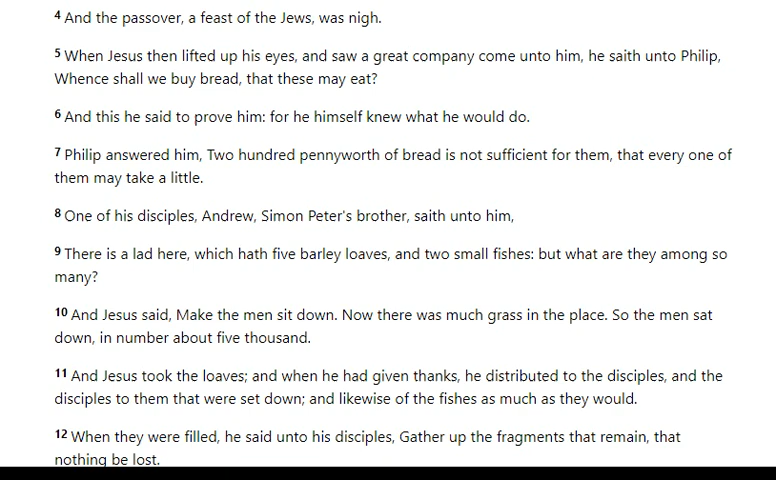 4 And the passover, a feast of the Jews, was nigh.
5 When Jesus then lifted up his eyes, and saw a great company come unto him, he saith unto Philip,
Whence shall we buy bread, that these may eat?
6 And this he said to prove him: for he himself knew what he would do.
7 Philip answered him, Two hundred pennyworth of bread is not sufficient for them, that every one of
them may take a little.
8 One of his disciples, Andrew, Simon Peter's brother, saith unto him,
9 There is a lad here, which hath five barley loaves, and two small fishes: but what are they among so
many?
10 And Jesus said, Make the men sit down. Now there was much grass in the place. So the men sat
down, in number about five thousand.
11 And Jesus took the loaves; and when he had given thanks, he distributed to the disciples, and the
disciples to them that were set down; and likewise of the fishes as much as they would.
12 When they were filled, he said unto his disciples, Gather up the fragments that remain, that
nothing be lost.